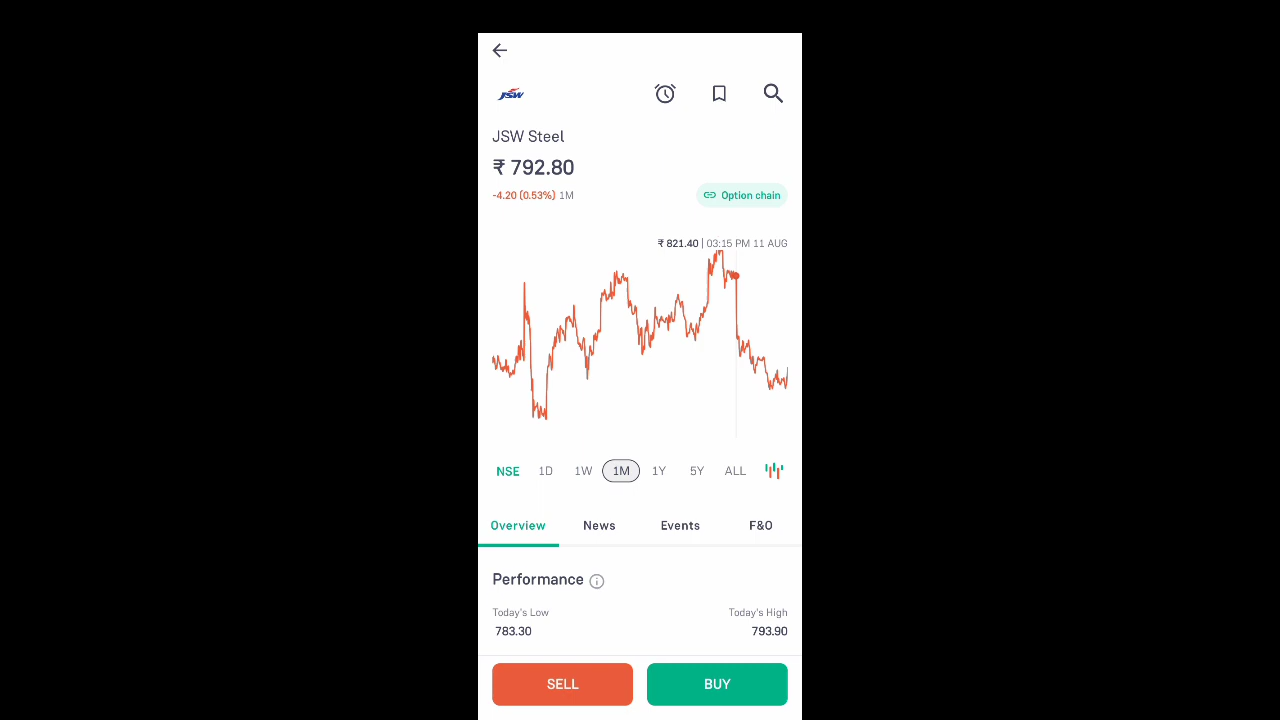 JSW
JSW Steel
₹ 792.80
-4.20 (0.53%) 1M
Option chain
₹ 821.40 | 03:15 PM 11 AUG
NSE 1D 1W 1M 1Y 5Y ALL
Overview News Events F&O
Performance
Today's Low Today's High
783.30 793.90
SELL BUY